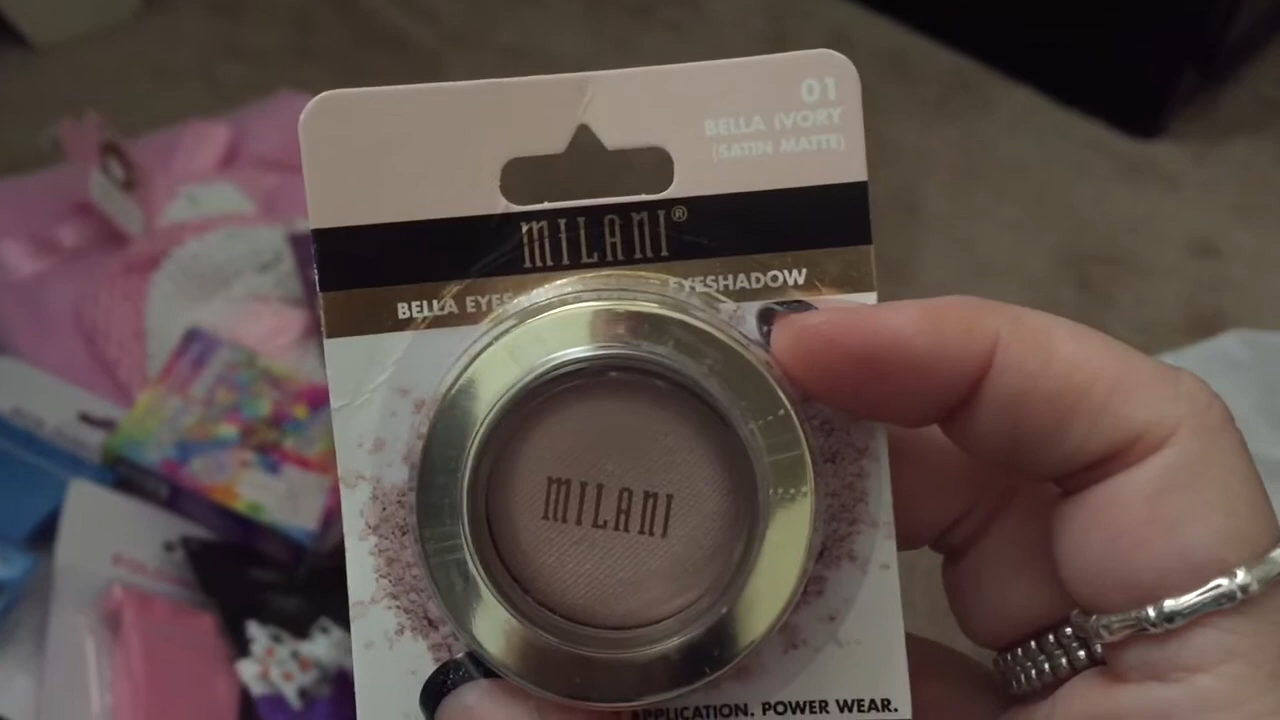 01
BELLA IVORY
(SATIN MATTE)
MILANI®
BELLA EYES EYESHADOW
MILANI
APPLICATION. POWER WEAR.